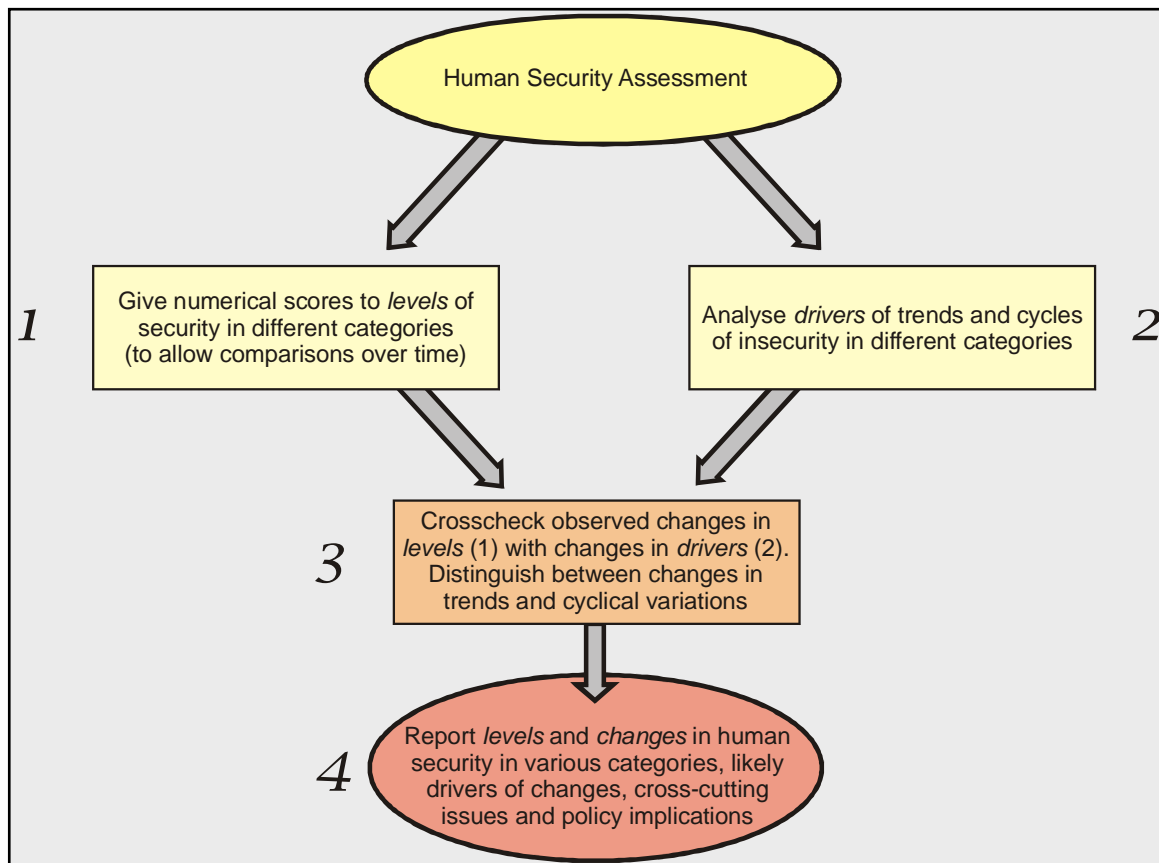 Human Security Assessment
1
Give numerical scores to levels of
security in different categories
(to allow comparisons over time)
Analyse drivers of trends and cycles
of insecurity in different categories
2
3
Crosscheck observed changes in
levels (1) with changes in drivers (2).
Distinguish between changes in
trends and cyclical variations
4
Report levels and changes in human
security in various categories, likely
drivers of changes, cross-cutting
issues and policy implications